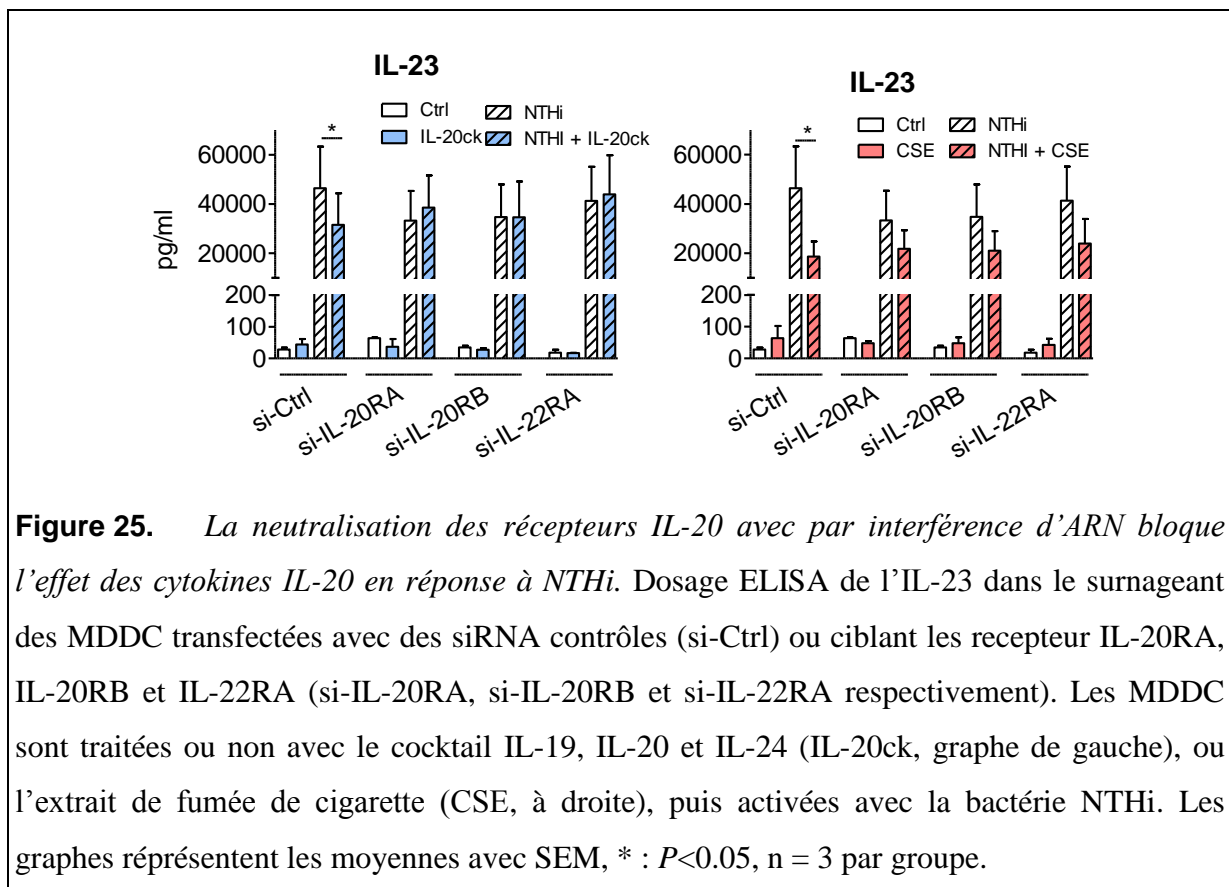 IL-23
Ctrl
NTHi
IL-20ck
NTHI + IL-20ck
*
60000
40000
20000
200
100
0
pg/ml
si-Ctrl
si-IL-20RA
si-IL-20RB
si-IL-22RA
IL-23
Ctrl
NTHi
CSE
NTHI + CSE
*
60000
40000
20000
200
100
0
si-Ctrl
si-IL-20RA
si-IL-20RB
si-IL-22RA
Figure 25. La neutralisation des récepteurs IL-20 avec par interférence d’ARN bloque
l’effet des cytokines IL-20 en réponse à NTHi. Dosage ELISA de l’IL-23 dans le surnageant
des MDDC transfectées avec des siRNA contrôles (si-Ctrl) ou ciblant les recepteur IL-20RA,
IL-20RB et IL-22RA (si-IL-20RA, si-IL-20RB et si-IL-22RA respectivement). Les MDDC
sont traitées ou non avec le cocktail IL-19, IL-20 et IL-24 (IL-20ck, graphe de gauche), ou
l’extrait de fumée de cigarette (CSE, à droite), puis activées avec la bactérie NTHi. Les
graphes réprésentent les moyennes avec SEM, * : P<0.05, n = 3 par groupe.